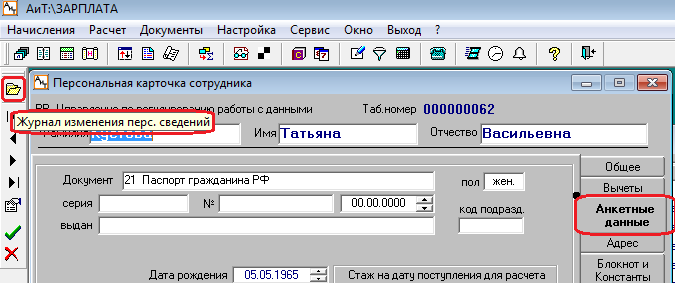 АиТ:\ЗАРПЛАТА
Начисления Расчет Документы Настройка Сервис Окно Выход ?
Персональная карточка сотрудника
Управление по регулированию работы с данными Таб.номер 000000062
Журнал изменения перс. сведений
Фамилия Имя Татьяна Отчество Васильевна
Общее
Документ 21 Паспорт гражданина РФ пол жен.
Вычеты
серия № 00.00.0000 код подразд.
Анкетные
данные
выдан
Адрес
Дата рождения 05.05.1965 Стаж на дату поступления для расчета
Блокнот и
Константы